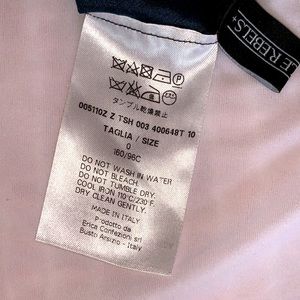 LE REBELS
タンブル乾燥禁止
005110Z Z TSH 003 400648T 10
TAGLIA / SIZE
0
160/96C
DO NOT WASH IN WATER
DO NOT BLEACH.
DO NOT TUMBLE DRY.
COOL IRON 110°C/230°F.
DRY CLEAN GENTLY.
MADE IN ITALY
Prodotto da
Erica Confezioni srl
Busto Arsizio - Italy